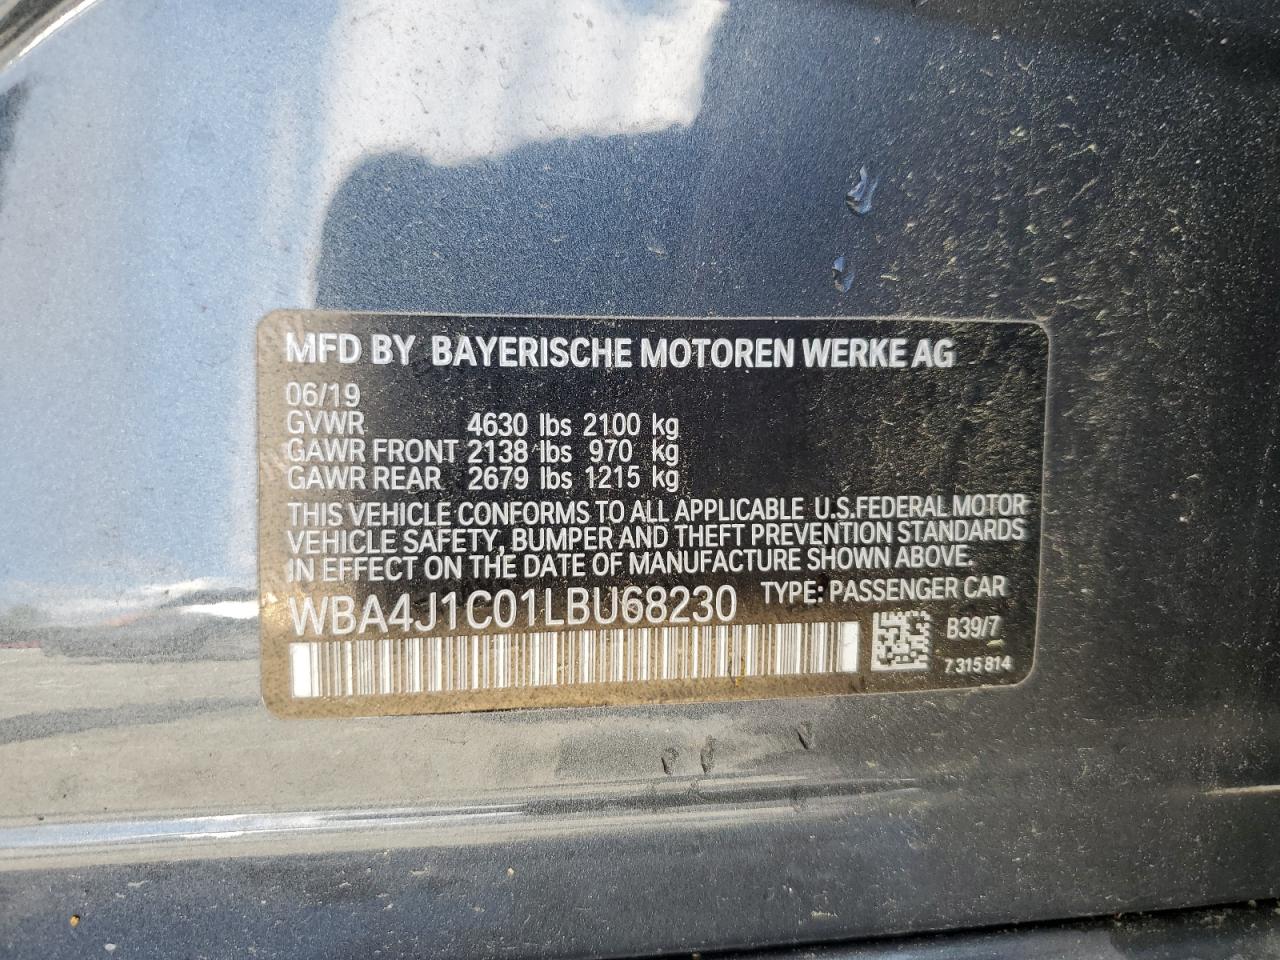 MFD BY BAYERISCHE MOTOREN WERKE AG
06/19
GVWR 4630 lbs 2100 kg
GAWR FRONT 2138 lbs 970 kg
GAWR REAR 2679 lbs 1215 kg
THIS VEHICLE CONFORMS TO ALL APPLICABLE U.S.FEDERAL MOTOR
VEHICLE SAFETY, BUMPER AND THEFT PREVENTION STANDARDS
IN EFFECT ON THE DATE OF MANUFACTURE SHOWN ABOVE.
WBA4J1C01LBU68230 TYPE: PASSENGER CAR
B39/7
7 315 814